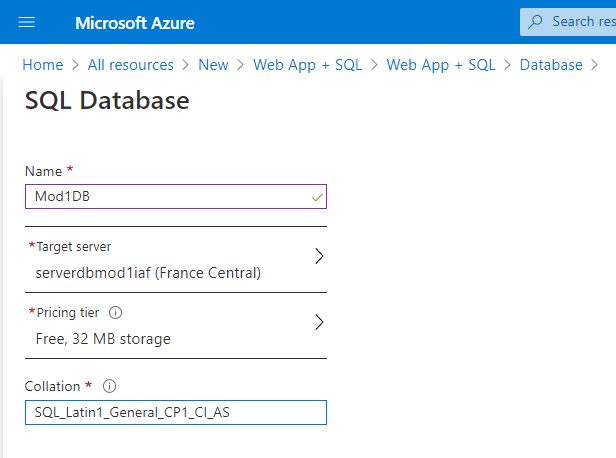 Microsoft Azure
Search res
Home > All resources > New > Web App + SQL > Web App + SQL > Database >
SQL Database
Name *
Mod1DB
*Target server
serverdbmod1iaf (France Central)
*Pricing tier
Free, 32 MB storage
Collation *
SQL_Latin1_General_CP1_CI_AS